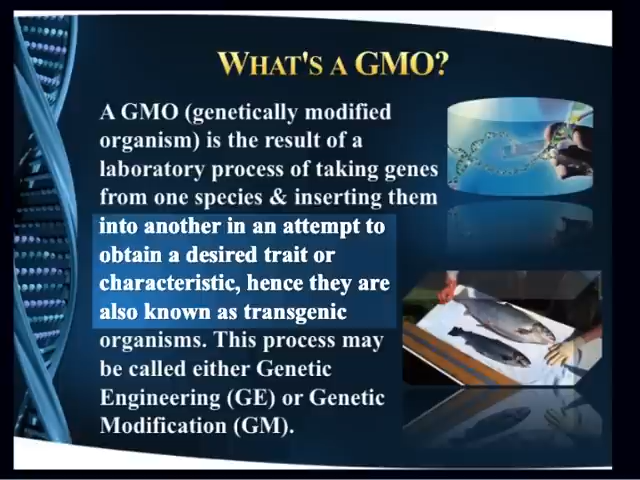 WHAT'S A GMO?
A GMO (genetically modified
organism) is the result of a
laboratory process of taking genes
from one species & inserting them
into another in an attempt to
obtain a desired trait or
characteristic, hence they are
also known as transgenic
organisms. This process may
be called either Genetic
Engineering (GE) or Genetic
Modification (GM).